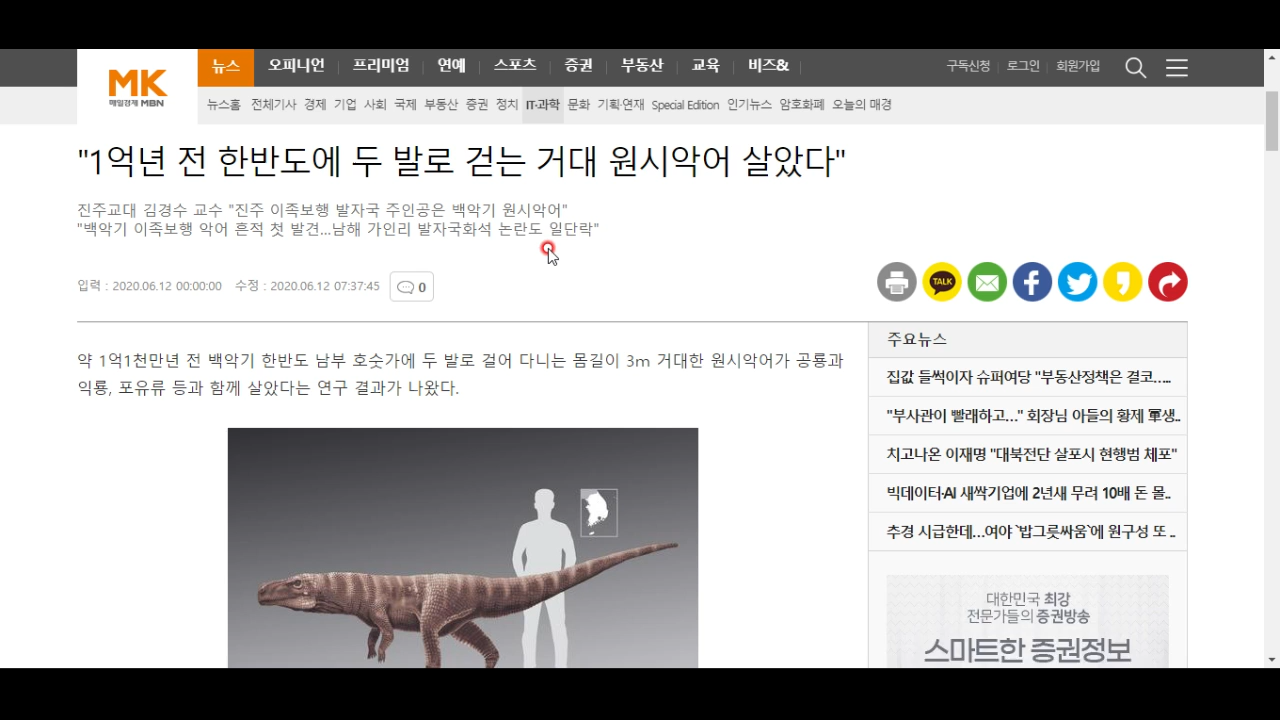 MK
매일경제 MBN
뉴스 오피니언 프리미엄 연예 스포츠 증권 부동산 교육 비즈&
구독신청 로그인 회원가입
뉴스홈 전체기사 경제 기업 사회 국제 부동산 증권 정치 IT·과학 문화 기획·연재 Special Edition 인기뉴스 암호화폐 오늘의 매경
"1억년 전 한반도에 두 발로 걷는 거대 원시악어 살았다"
진주교대 김경수 교수 "진주 이족보행 발자국 주인공은 백악기 원시악어"
"백악기 이족보행 악어 흔적 첫 발견...남해 가인리 발자국화석 논란도 일단락"
입력 : 2020.06.12 00:00:00 수정 : 2020.06.12 07:37:45 0
TALK
약 1억1천만년 전 백악기 한반도 남부 호숫가에 두 발로 걸어 다니는 몸길이 3m 거대한 원시악어가 공룡과
익룡, 포유류 등과 함께 살았다는 연구 결과가 나왔다.
주요뉴스
집값 들썩이자 슈퍼여당 "부동산정책은 결코.....
"부사관이 빨래하고..." 회장님 아들의 황제 軍생..
치고나온 이재명 "대북전단 살포시 현행범 체포"
빅데이터·AI 새싹기업에 2년새 무려 10배 돈 몰..
추경 시급한데...여야 `밥그릇싸움`에 원구성 또 ..
대한민국 최강
전문가들의 증권방송
스마트한 증권정보